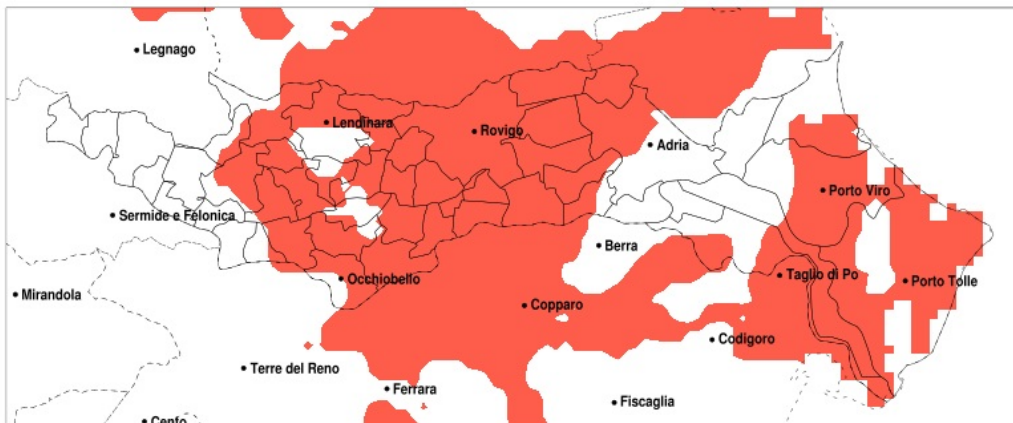 Legnago
Lendinara
Rovigo
Adria
Porto Viro
Sermide e Felonica
Berra
Mirandola
Occhiobello
Taglio di Po
Porto Tolle
Copparo
Codigoro
Terre del Reno
Ferrara
Fiscaglia
Cento